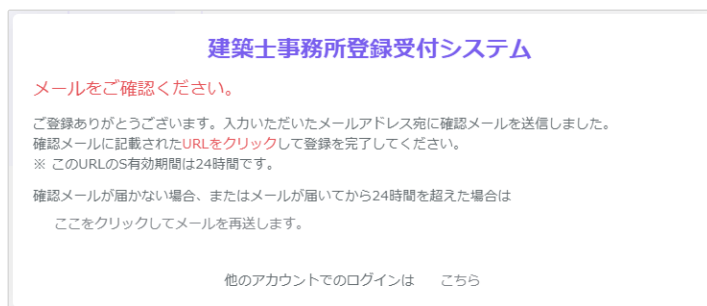 建築士事務所登録受付システム
メールをご確認ください。
ご登録ありがとうございます。入力いただいたメールアドレス宛に確認メールを送信しました。
確認メールに記載されたURLをクリックして登録を完了してください。
※ このURLのS有効期間は24時間です。
確認メールが届かない場合、またはメールが届いてから24時間を超えた場合は
ここをクリックしてメールを再送します。
他のアカウントでのログインは こちら